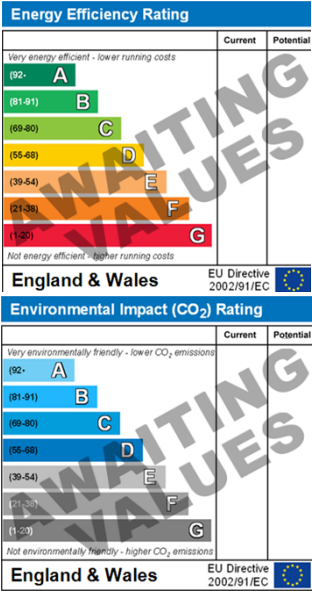 Energy Efficiency Rating
Current Potential
Very energy efficient - lower running costs
(92- A
(81-91) B
(69-80) C
(55-68) D
(39-54) E
(21-38) F
(1-20) G
Not energy efficient - higher running costs
AWAITING
VALUES
England & Wales
EU Directive
2002/91/EC
Environmental Impact (CO₂) Rating
Current Potential
Very environmentally friendly - lower CO₂ emissions
(92- A
(81-91) B
(69-80) C
(55-68) D
(39-54) E
(21-38) F
(1-20) G
Not environmentally friendly - higher CO₂ emissions
AWAITING
VALUES
England & Wales
EU Directive
2002/91/EC